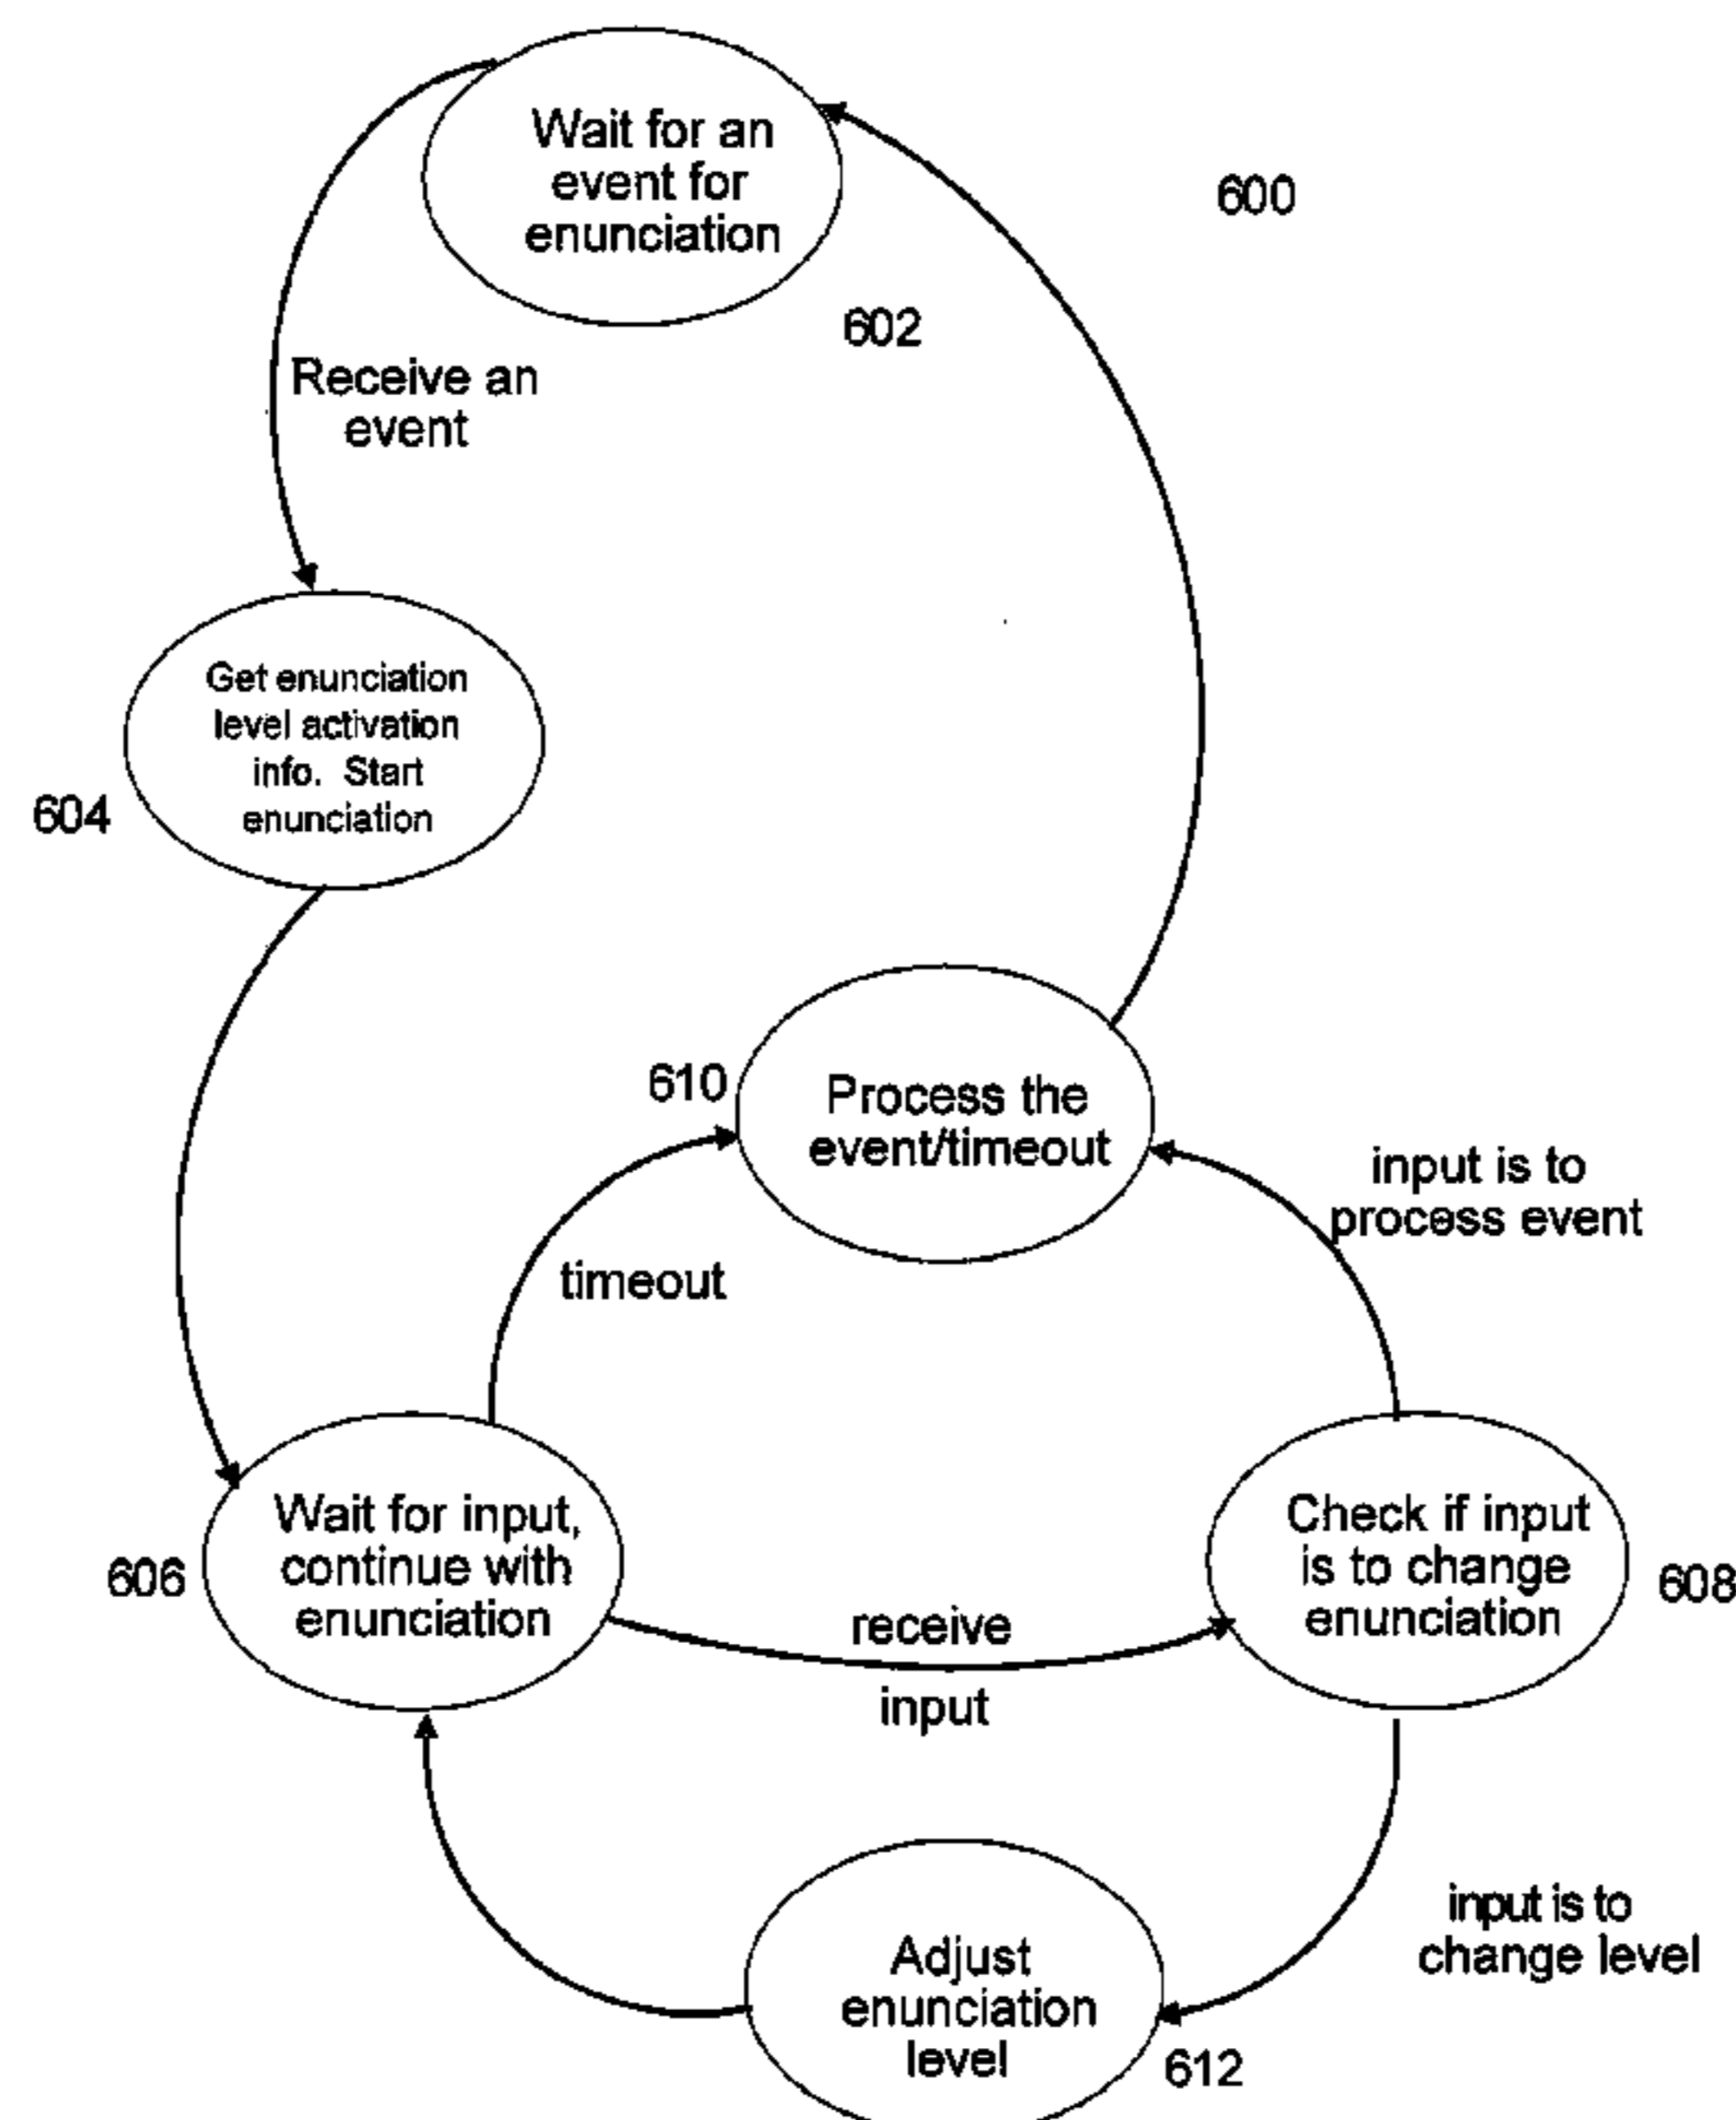 Wait for an
event for
enunciation
600
602
Receive an
event
Get enunciation
level activation
info. Start
enunciation
604
610
Process the
event/timeout
input is to
process event
timeout
Wait for input,
continue with
enunciation
606
receive
input
Check if input
is to change
enunciation
608
input is to
change level
Adjust
enunciation
level
612